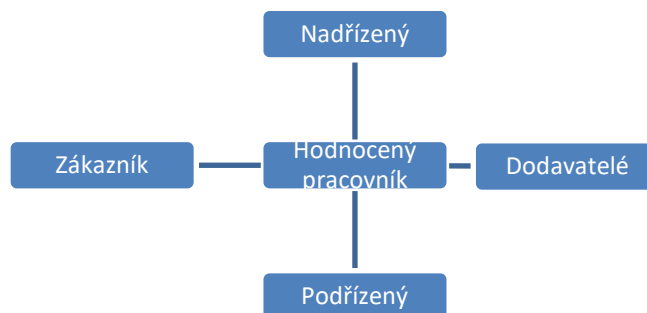 Nadřízený
Zákazník
Hodnocený
pracovník
Dodavatelé
Podřízený